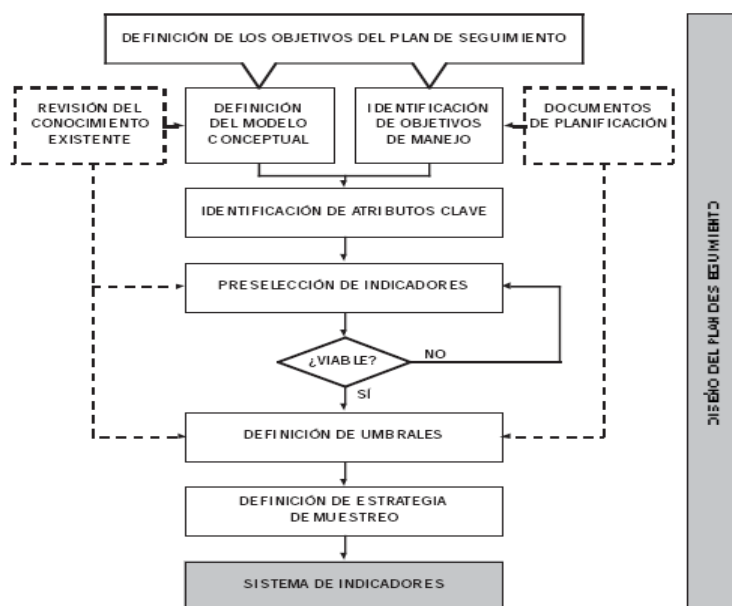 DEFINICIÓN DE LOS OBJETIVOS DEL PLAN DE SEGUIMIENTO
REVISIÓN DEL
CONOCIMIENTO
EXISTENTE
DEFINICIÓN
DEL MODELO
CONCEPTUAL
IDENTIFICACIÓN
DE OBJETIVOS
DE MANEJO
DOCUMENTOS
DE PLANIFICACIÓN
IDENTIFICACIÓN DE ATRIBUTOS CLAVE
PRESELECCIÓN DE INDICADORES
¿VIABLE?
NO
SÍ
DEFINICIÓN DE UMBRALES
DEFINICIÓN DE ESTRATEGIA
DE MUESTREO
SISTEMA DE INDICADORES
DISEÑO DEL PLAN DE SEGUIMIENTO